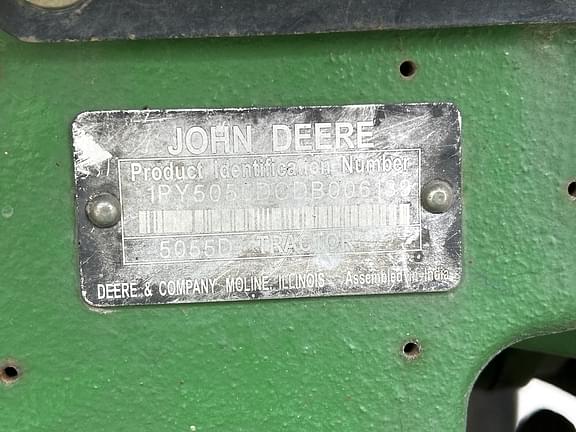 JOHN DEERE
Product Identification Number
5055D TRACTOR
DEERE & COMPANY MOLINE, ILLINOIS Assembled in India